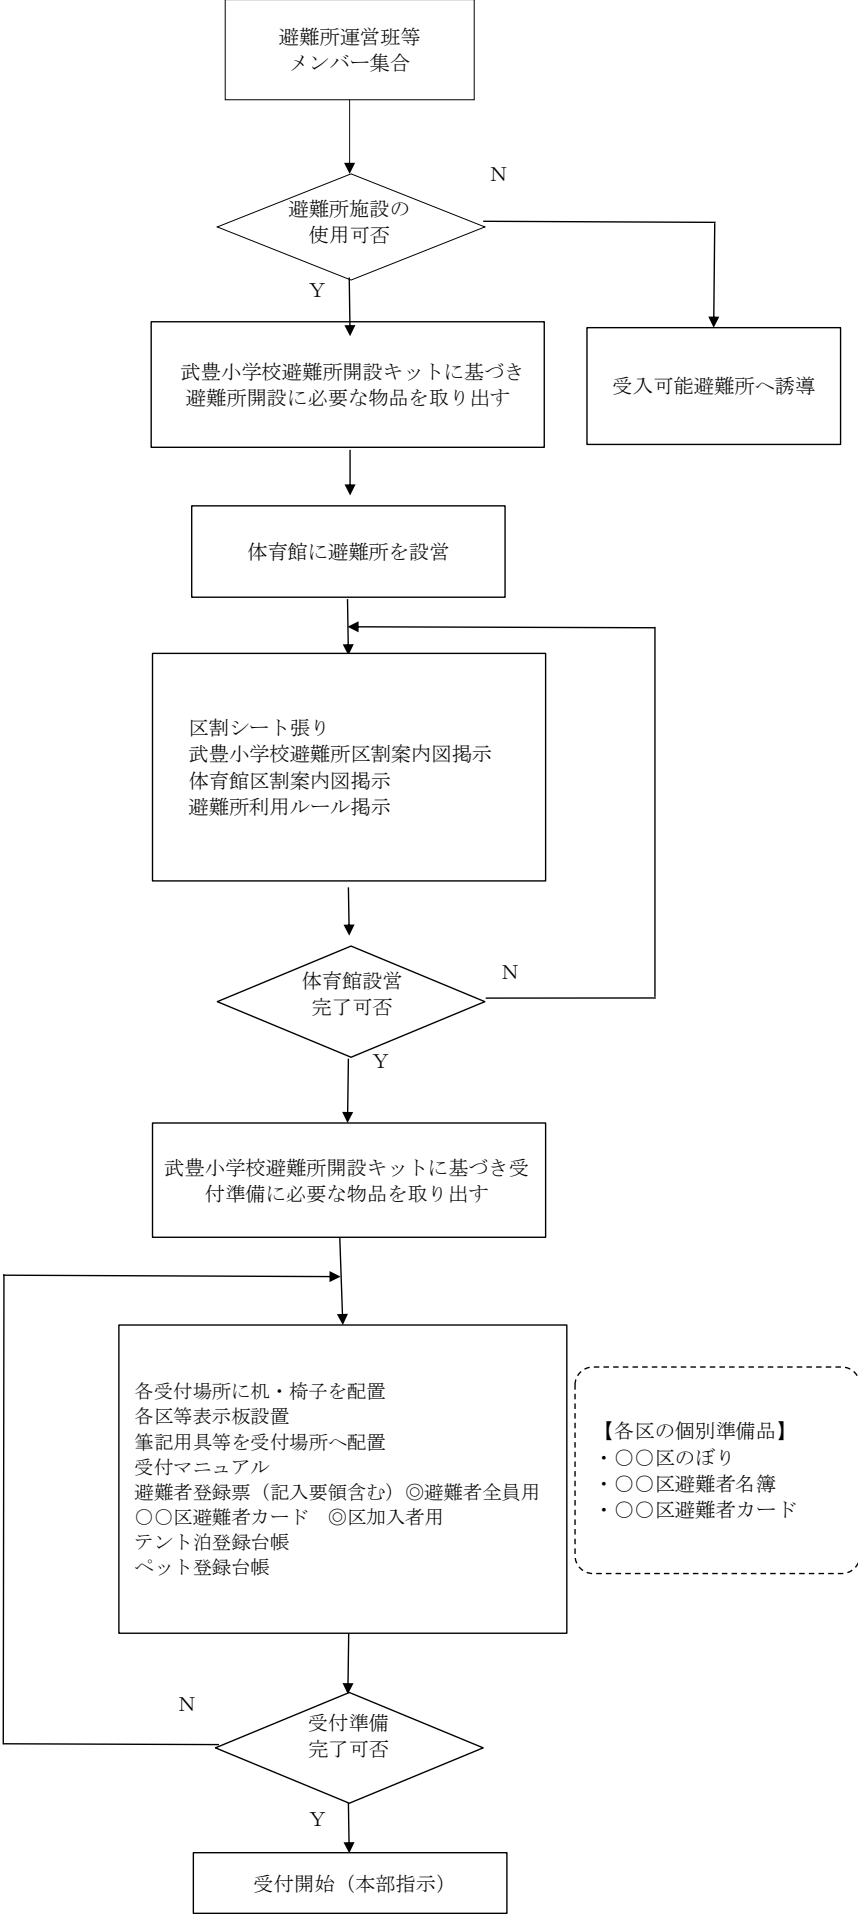 避難所運営班等
メンバー集合
N
避難所施設の
使用可否
Y
武豊小学校避難所開設キットに基づき
避難所開設に必要な物品を取り出す
受入可能避難所へ誘導
体育館に避難所を設営
区割シート張り
武豊小学校避難所区割案内図掲示
体育館区割案内図掲示
避難所利用ルール掲示
体育館設営
完了可否
N
Y
武豊小学校避難所開設キットに基づき受
付準備に必要な物品を取り出す
各受付場所に机・椅子を配置
各区等表示板設置
筆記用具等を受付場所へ配置
受付マニュアル
避難者登録票（記入要領含む）◎避難者全員用
〇〇区避難者カード　◎区加入者用
テント泊登録台帳
ペット登録台帳
【各区の個別準備品】
・〇〇区のぼり
・〇〇区避難者名簿
・〇〇区避難者カード
N
受付準備
完了可否
Y
受付開始（本部指示）